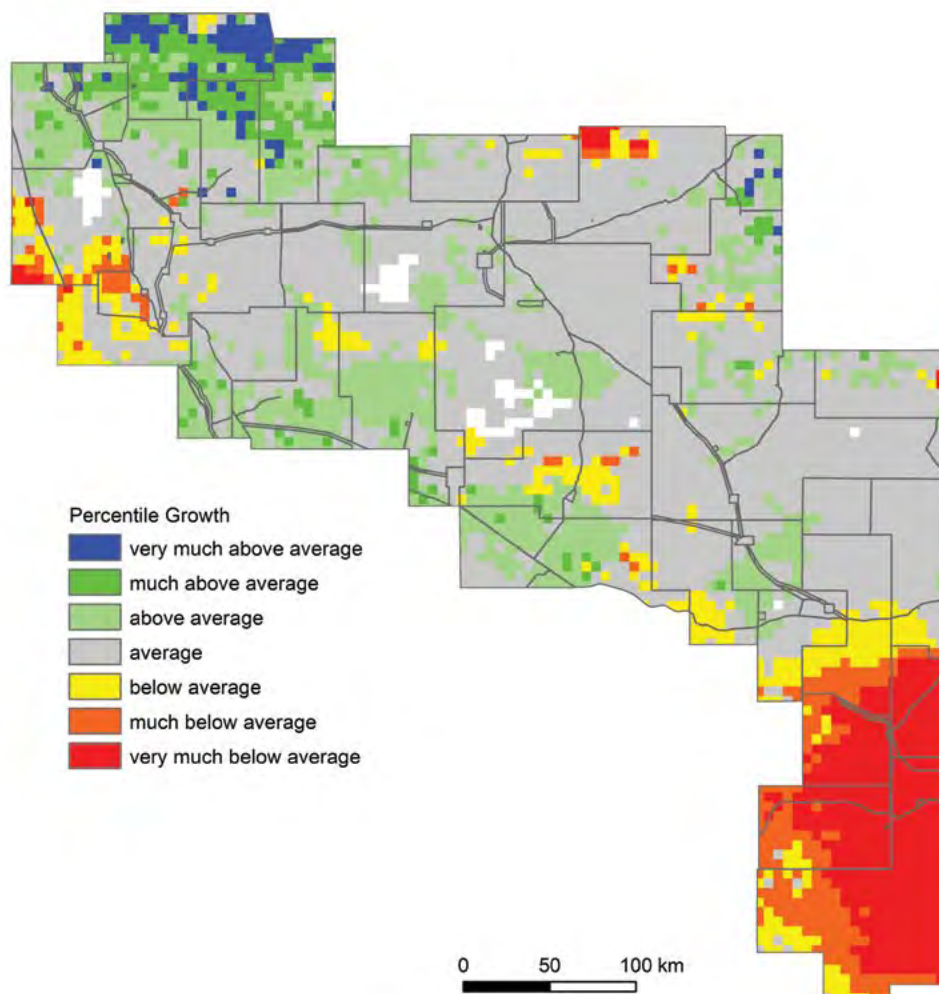 Percentile Growth
very much above average
much above average
above average
average
below average
much below average
very much below average
0 50 100 km